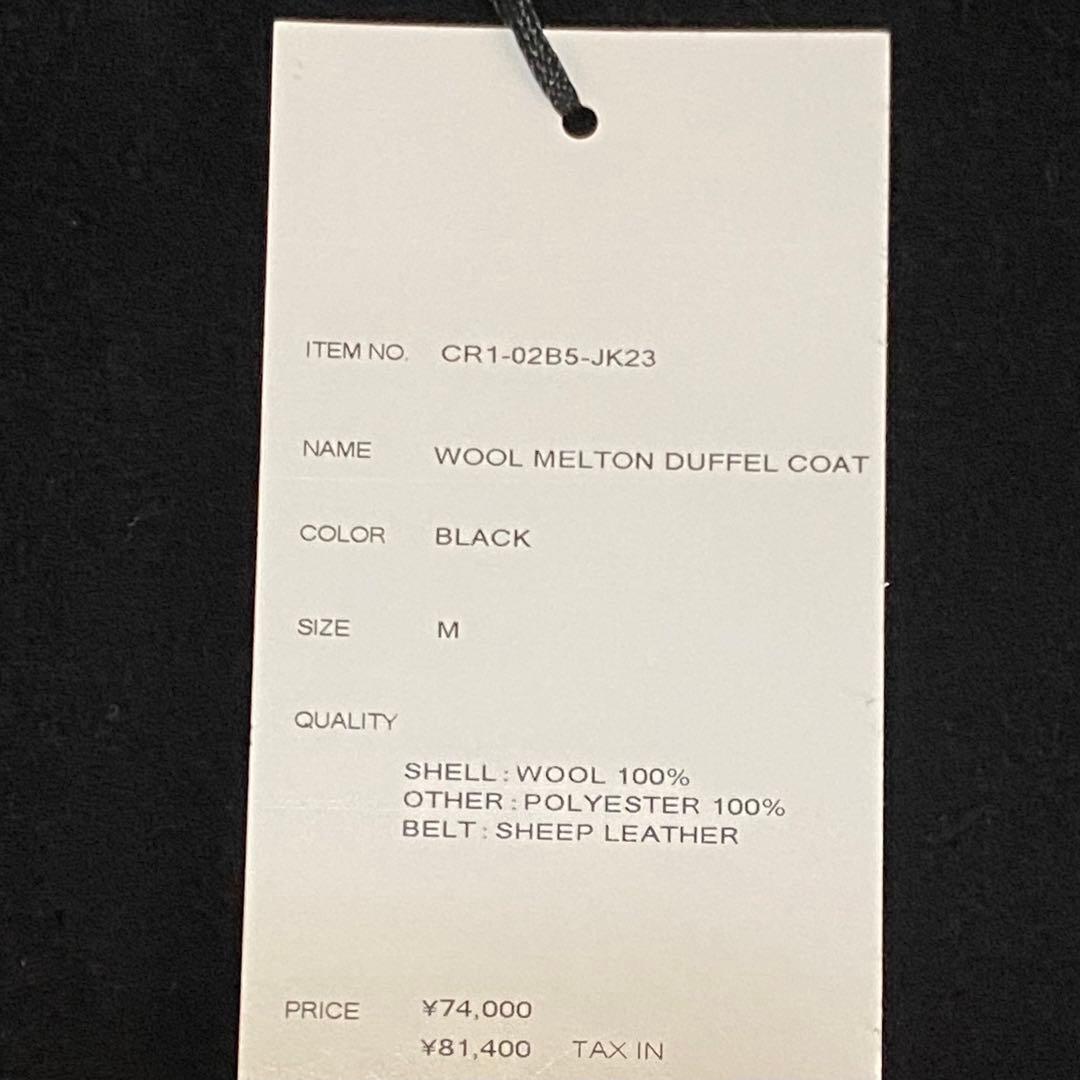 ITEM NO. CR1-02B5-JK23
NAME WOOL MELTON DUFFEL COAT
COLOR BLACK
SIZE M
QUALITY
SHELL : WOOL 100%
OTHER : POLYESTER 100%
BELT : SHEEP LEATHER
PRICE ¥74,000
¥81,400 TAX IN